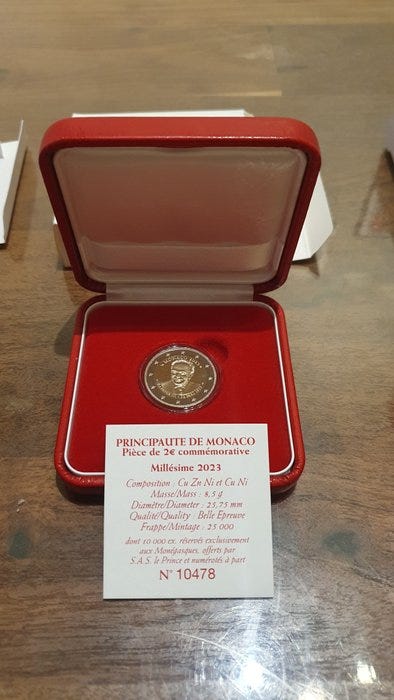 MONACO 2023
PRINCIPAUTE DE MONACO
Pièce de 2€ commémorative
Millésime 2023
Composition : Cu Zn Ni et Cu Ni
Masse/Mass : 8,5 g
Diamètre/Diameter : 25,75 mm
Qualité/Quality : Belle Epreuve
Frappe/Mintage : 25 000
dont 10 000 ex. réservés exclusivement
aux Monégasques, offerts par
S.A.S. le Prince et numérotés à part
N° 10478